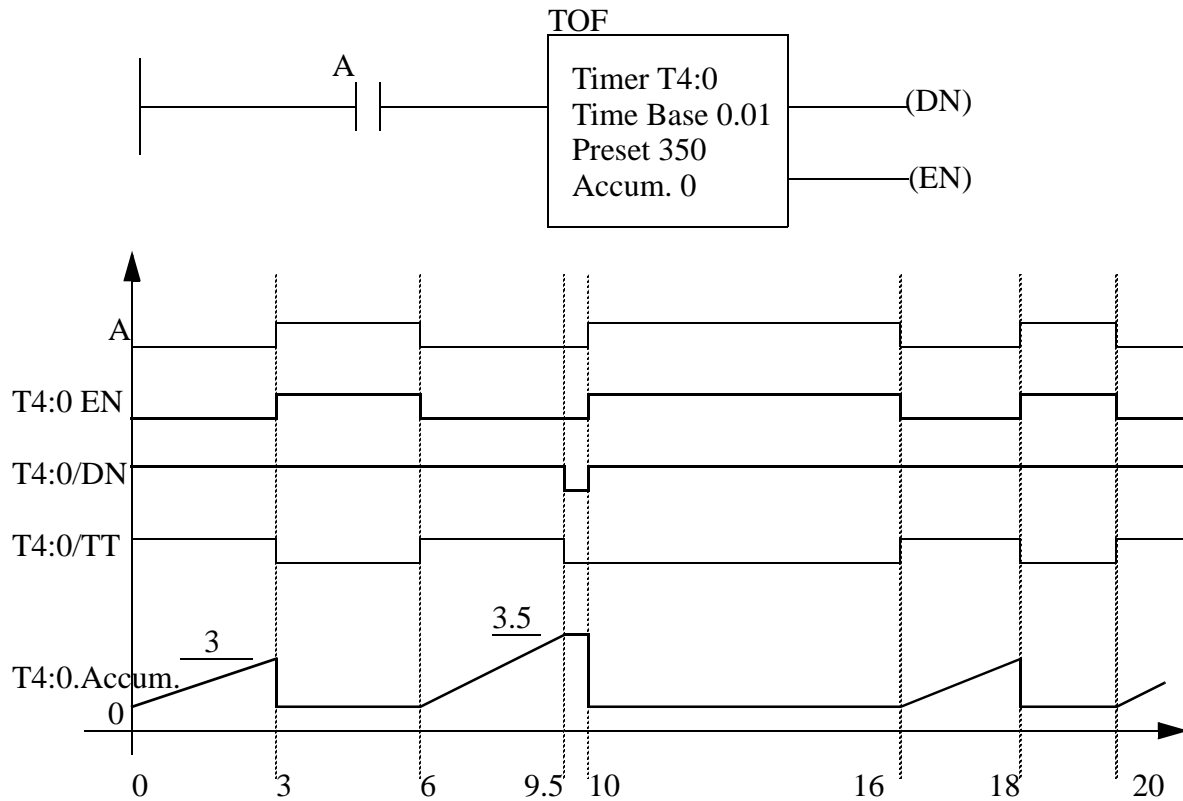 TOF
A
Timer T4:0
Time Base 0.01
Preset 350
Accum. 0
(DN)
(EN)
A
T4:0 EN
T4:0/DN
T4:0/TT
3
3.5
T4:0.Accum.
0
0 3 6 9.5 10 16 18 20